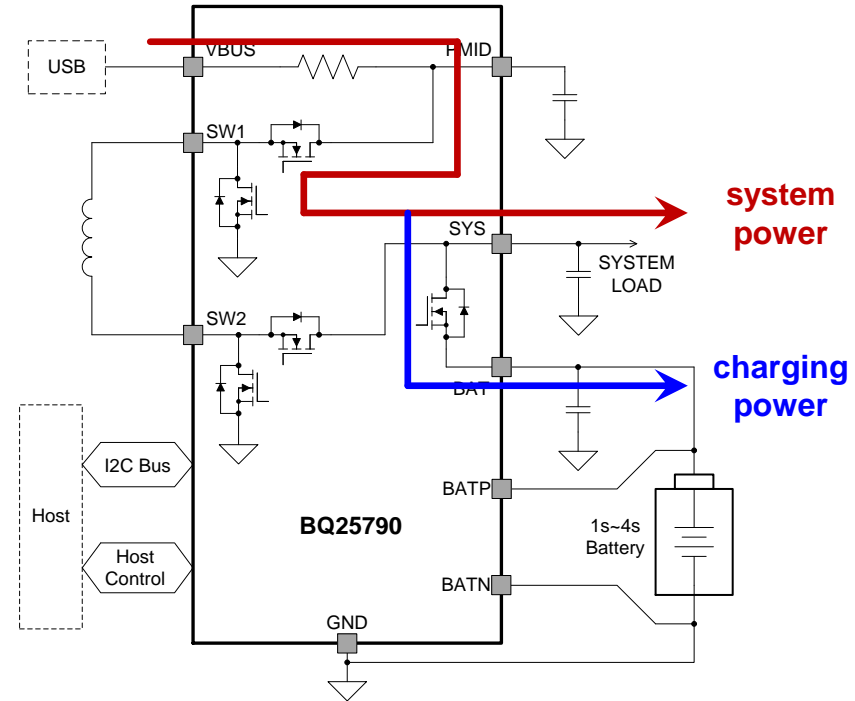 USB
VBUS
PMID
SW1
system
power
SYS
SYSTEM
LOAD
SW2
charging
power
BAT
I2C Bus
BATP
Host
BQ25790
1s~4s
Battery
Host
Control
BATN
GND